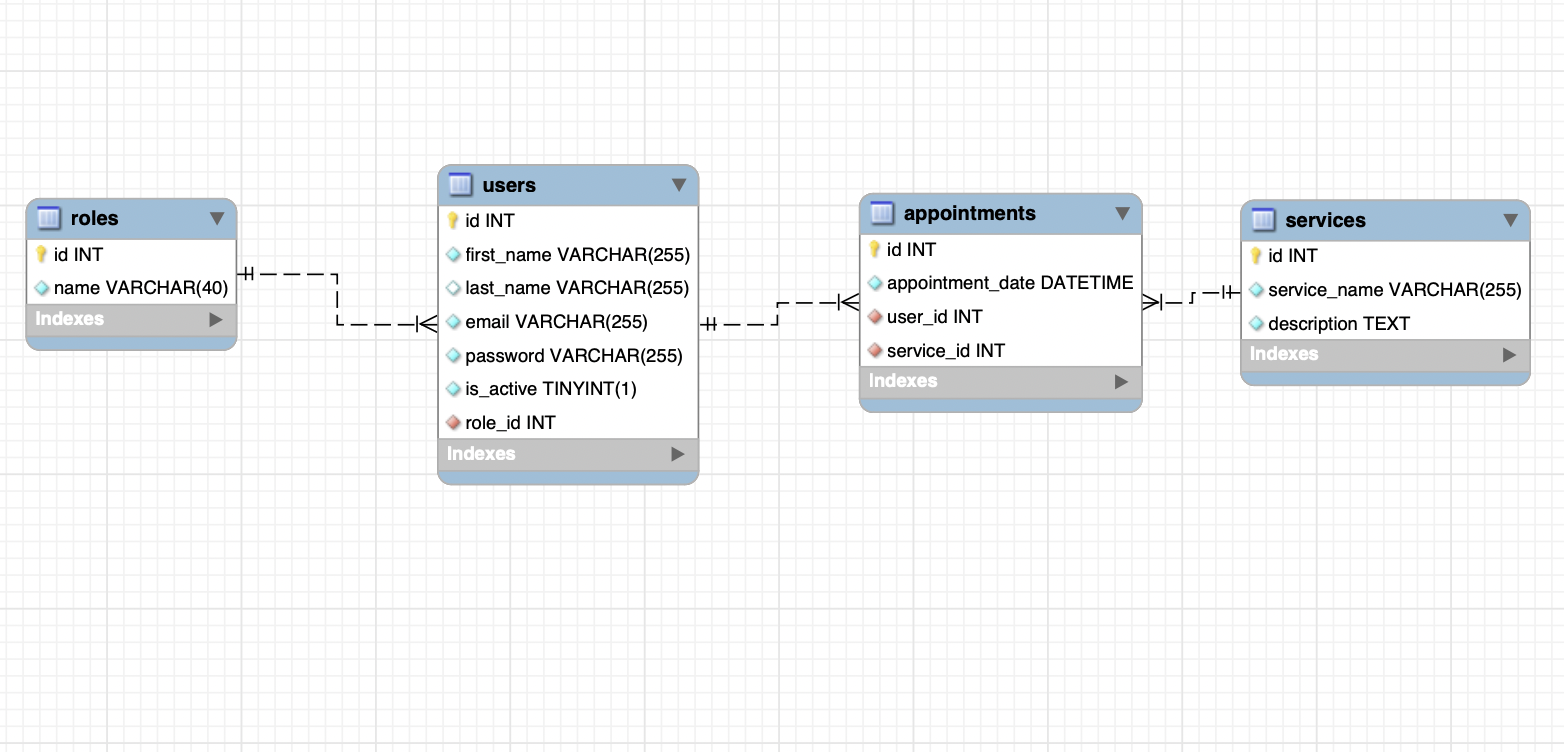 roles
id INT
name VARCHAR(40)
Indexes
users
id INT
first_name VARCHAR(255)
last_name VARCHAR(255)
email VARCHAR(255)
password VARCHAR(255)
is_active TINYINT(1)
role_id INT
Indexes
appointments
id INT
appointment_date DATETIME
user_id INT
service_id INT
Indexes
services
id INT
service_name VARCHAR(255)
description TEXT
Indexes